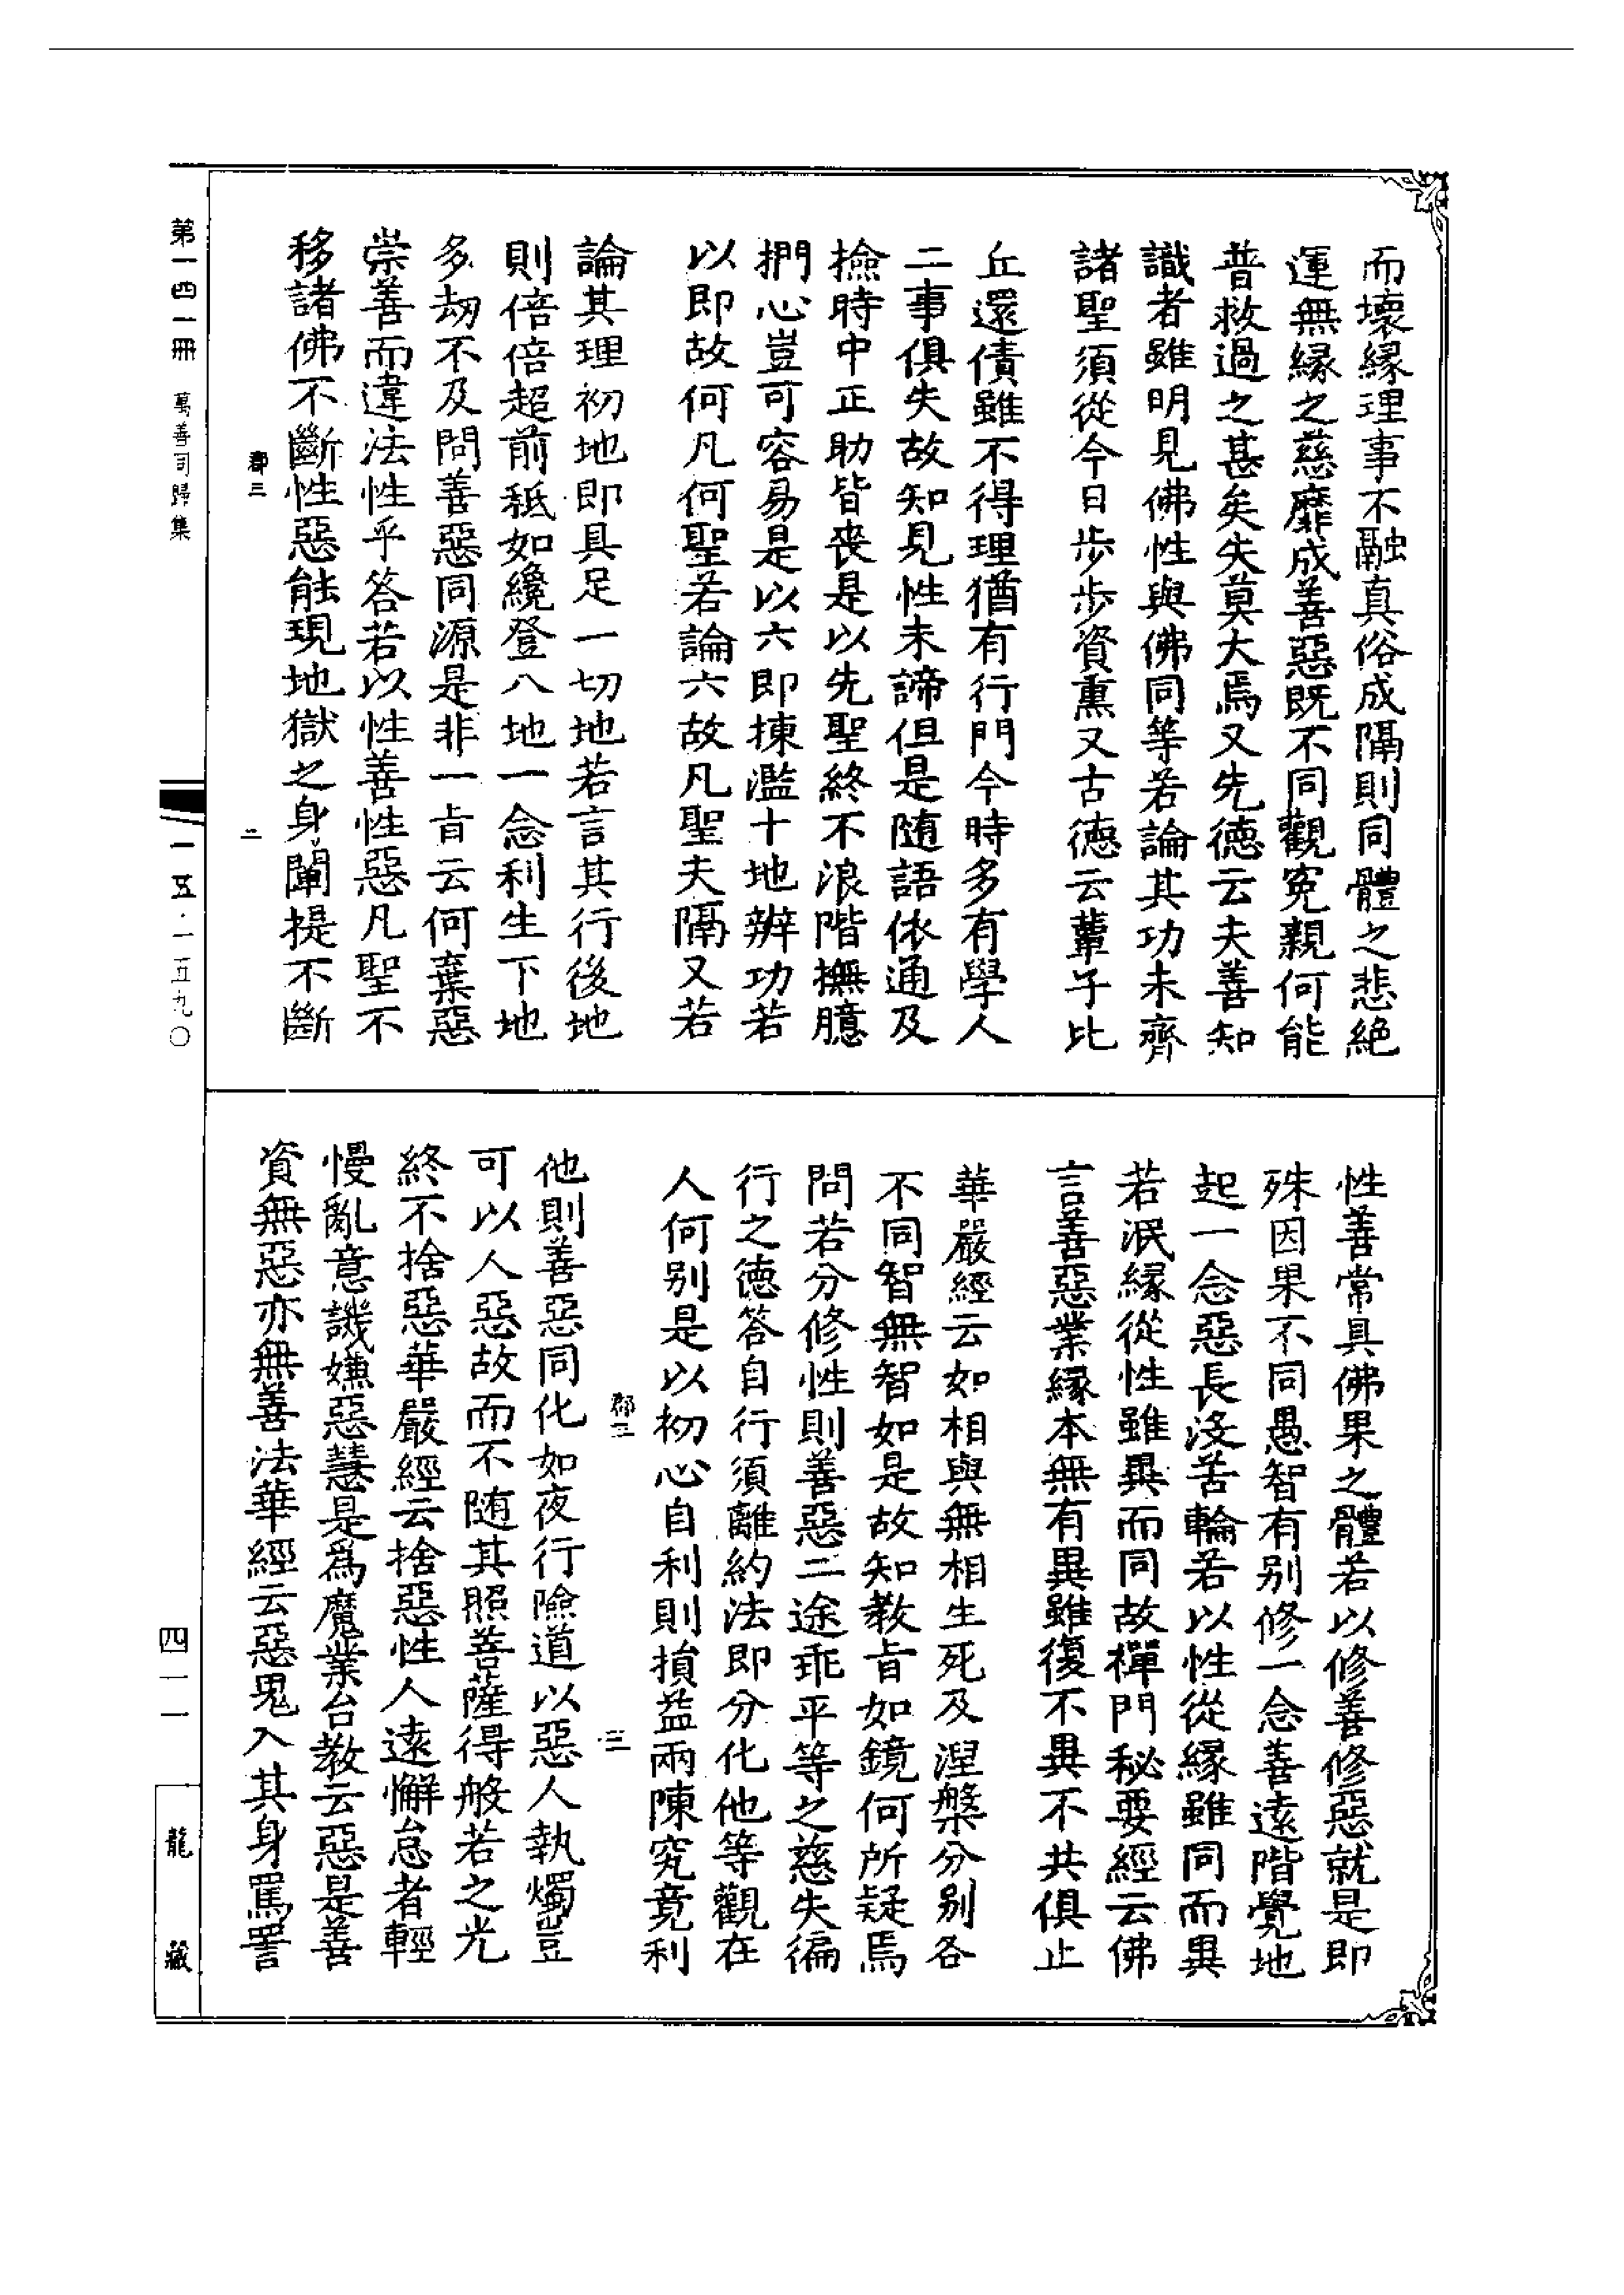 而壞緣理事不融真俗成隔則同體之悲絕
運無緣之慈靡成善惡既不同觀寃親何能
普救過之甚矣失莫大焉又先德云夫善知
識者雖明見佛性與佛同等若論其功未齊
諸聖須從今日步步資熏又古德云輩子比
丘還債雖不得理猶有行門今時多有學人
二事俱失故知見性未諦但是隨語依通及
撿時中正助皆喪是以先聖終不浪階撫臆
捫心豈可容易是以六即揀濫十地辨功若
以即故何凡何聖若論六故凡聖夫隔又若
論其理初地即具足一切地若言其行後地
則倍倍超前秪如纔登八地一念利生下地
多劫不及問善惡同源是非一旨云何棄惡
崇善而違法性乎答若以性善性惡凡聖不
移諸佛不斷性惡能現地獄之身闡提不斷
郡三
二
性善常具佛果之體若以修善修惡就是即
殊因果不同愚智有別修一念善遠階覺地
起一念惡長沒苦輪若以性從緣雖同而異
若泯緣從性雖異而同故禪門秘要經云佛
言善惡業緣本無有異雖復不異不共俱止
華嚴經云如相與無相生死及涅槃分別各
不同智無智如是故知教旨如鏡何所疑焉
問若分修性則善惡二途乖平等之慈失徧
行之德答自行須離約法即分化他等觀在
人何別是以初心自利則損益兩陳究竟利
郡三
三
他則善惡同化如夜行險道以惡人執燭豈
可以人惡故而不隨其照菩薩得般若之光
終不捨惡華嚴經云捨惡性人遠懈怠者輕
慢亂意譏嫌惡慧是爲魔業台教云惡是善
資無惡亦無善法華經云惡鬼入其身罵詈
第一四一冊
萬善同歸集
一一五·一五九〇
四一一
龍藏